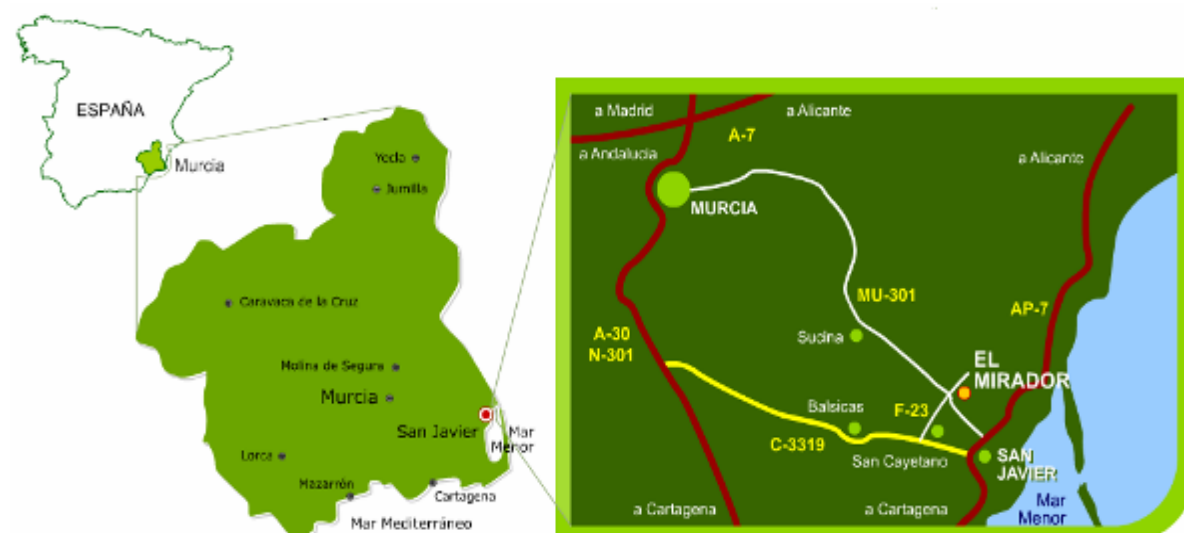 ESPAÑA
Murcia
Yecla
Jumilla
Caravaca de la Cruz
Molina de Segura
Murcia
San Javier
Mar
Menor
Lorca
Mazarrón
Cartagena
Mar Mediterráneo
a Madrid
a Alicante
A-7
a Andalucia
a Alicante
MURCIA
MU-301
AP-7
A-30
N-301
Sucina
EL
MIRADOR
Balsicas
F-23
C-3319
San Cayetano
SAN
JAVIER
a Cartagena
a Cartagena
Mar
Menor